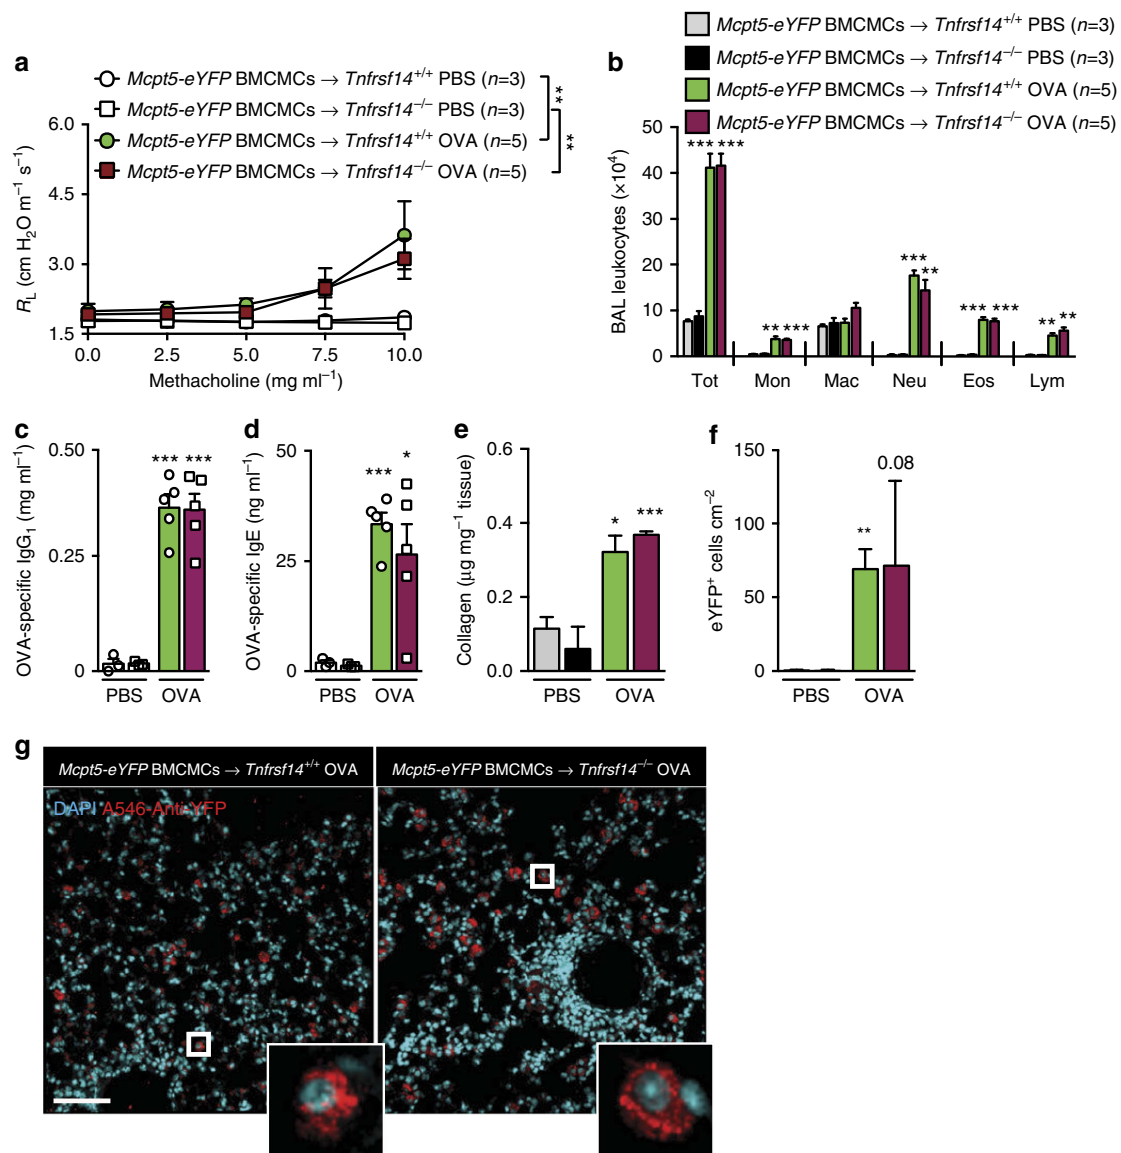 a
Mcpt5-eYFP BMCMCs → Tnfrsf14+/+ PBS (n=3)
Mcpt5-eYFP BMCMCs → Tnfrsf14−/− PBS (n=3)
Mcpt5-eYFP BMCMCs → Tnfrsf14+/+ OVA (n=5)
Mcpt5-eYFP BMCMCs → Tnfrsf14−/− OVA (n=5)
***
**
RL (cm H2O m−1 s−1)
6.0
4.5
3.0
1.5
0.0 2.5 5.0 7.5 10.0
Methacholine (mg ml−1)
b
Mcpt5-eYFP BMCMCs → Tnfrsf14+/+ PBS (n=3)
Mcpt5-eYFP BMCMCs → Tnfrsf14−/− PBS (n=3)
Mcpt5-eYFP BMCMCs → Tnfrsf14+/+ OVA (n=5)
Mcpt5-eYFP BMCMCs → Tnfrsf14−/− OVA (n=5)
BAL leukocytes (×104)
50
40
20
10
0
*** *** ** *** *** ** *** *** ** **
Tot Mon Mac Neu Eos Lym
c
OVA-specific IgG1 (mg ml−1)
0.50
0.25
0
*** ***
PBS OVA
d
OVA-specific IgE (ng ml−1)
50
25
0
*** *
PBS OVA
e
Collagen (μg mg−1 tissue)
0.6
0.4
0.2
0.0
* ***
PBS OVA
f
eYFP+ cells cm−2
150
100
50
0
** 0.08
PBS OVA
g
Mcpt5-eYFP BMCMCs → Tnfrsf14+/+ OVA
Mcpt5-eYFP BMCMCs → Tnfrsf14−/− OVA
DAPI A546-Anti-YFP